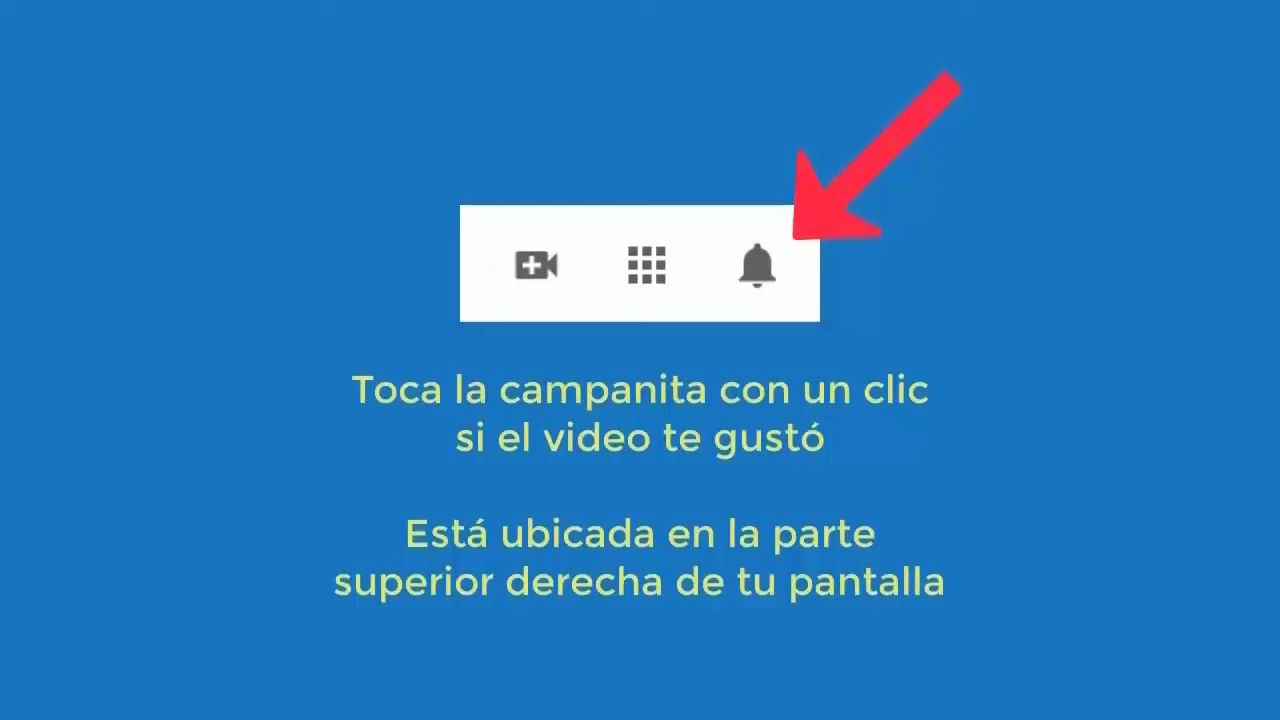 Toca la campanita con un clic
si el video te gustó
Está ubicada en la parte
superior derecha de tu pantalla